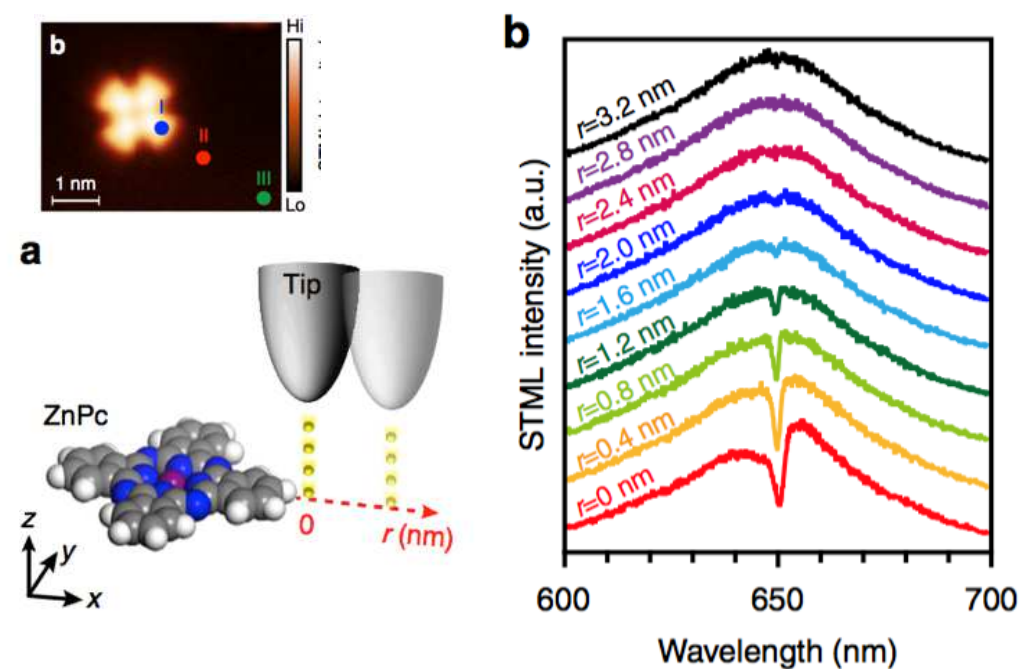 b
Hi
I
II
III
1 nm
Lo
a
Tip
ZnPc
0
r (nm)
z
y
x
b
STML intensity (a.u.)
r=3.2 nm
r=2.8 nm
r=2.4 nm
r=2.0 nm
r=1.6 nm
r=1.2 nm
r=0.8 nm
r=0.4 nm
r=0 nm
600
650
700
Wavelength (nm)